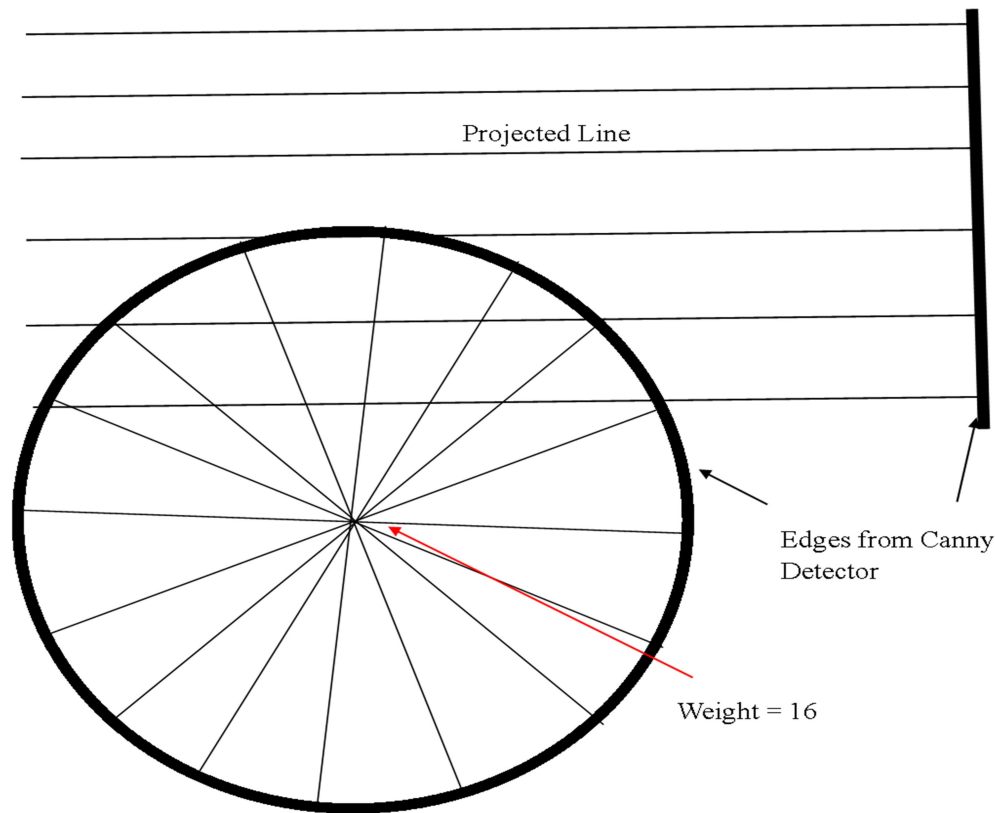 Projected Line
Edges from Canny
Detector
Weight = 16